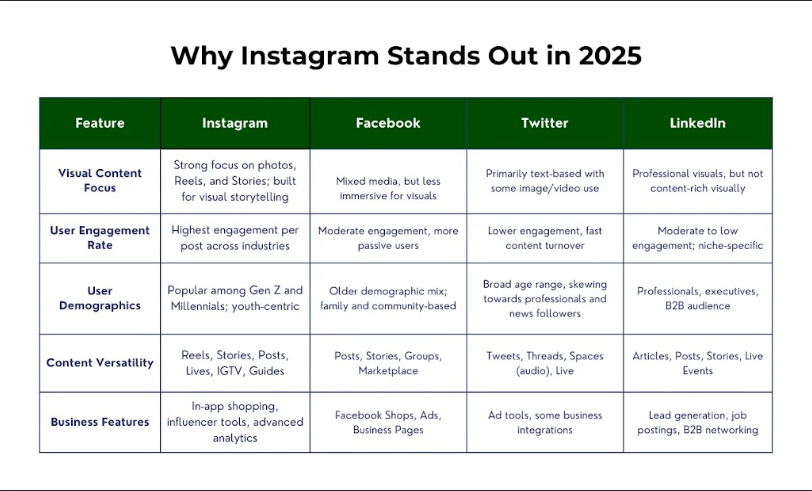 Why Instagram Stands Out in 2025
Feature
Instagram
Facebook
Twitter
LinkedIn
Visual Content
Focus
Strong focus on photos,
Reels, and Stories; built
for visual storytelling
Mixed media, but less
immersive for visuals
Primarily text-based with
some image/video use
Professional visuals, but not
content-rich visually
User Engagement
Rate
Highest engagement per
post across industries
Moderate engagement, more
passive users
Lower engagement, fast
content turnover
Moderate to low
engagement; niche-specific
User
Demographics
Popular among Gen Z and
Millennials; youth-centric
Older demographic mix;
family and community-based
Broad age range, skewing
towards professionals and
news followers
Professionals, executives,
B2B audience
Content Versatility
Reels, Stories, Posts,
Lives, IGTV, Guides
Posts, Stories, Groups,
Marketplace
Tweets, Threads, Spaces
(audio), Live
Articles, Posts, Stories, Live
Events
Business Features
In-app shopping,
influencer tools, advanced
analytics
Facebook Shops, Ads,
Business Pages
Ad tools, some business
integrations
Lead generation, job
postings, B2B networking